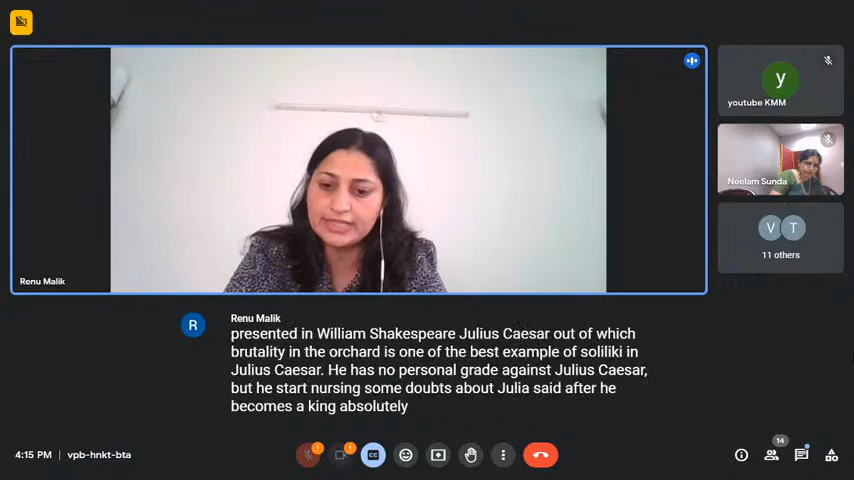 Renu Malik
y
youtube KMM
Neelam Sunda
V T
11 others
R
Renu Malik
presented in William Shakespeare Julius Caesar out of which
brutality in the orchard is one of the best example of soliliki in
Julius Caesar. He has no personal grade against Julius Caesar,
but he start nursing some doubts about Julia said after he
becomes a king absolutely
4:15 PM vpb-hnkt-bta
CC
14